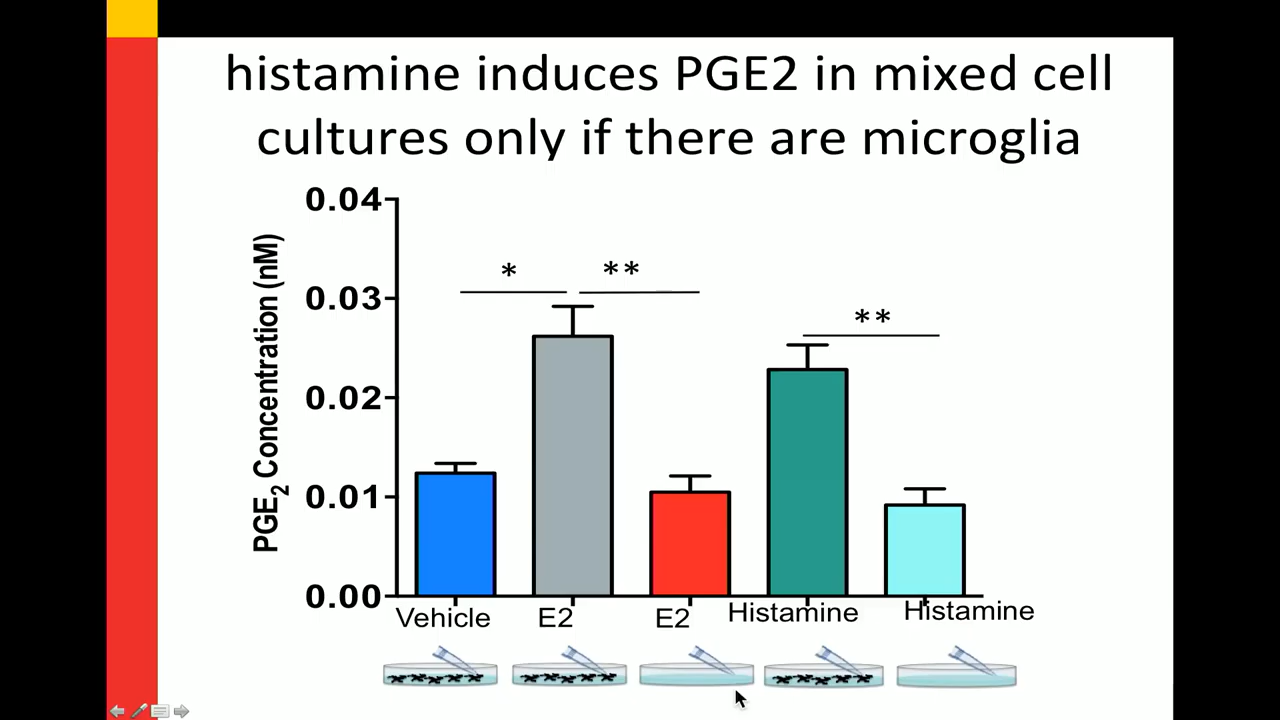 histamine induces PGE2 in mixed cell
cultures only if there are microglia
PGE2 Concentration (nM)
0.04
0.03
0.02
0.01
0.00
* **
**
Vehicle E2 E2 Histamine Histamine